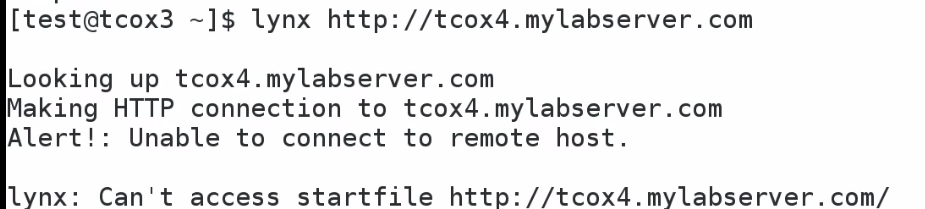 [test@tcox3 ~]$ lynx http://tcox4.mylabserver.com
Looking up tcox4.mylabserver.com
Making HTTP connection to tcox4.mylabserver.com
Alert!: Unable to connect to remote host.
lynx: Can't access startfile http://tcox4.mylabserver.com/